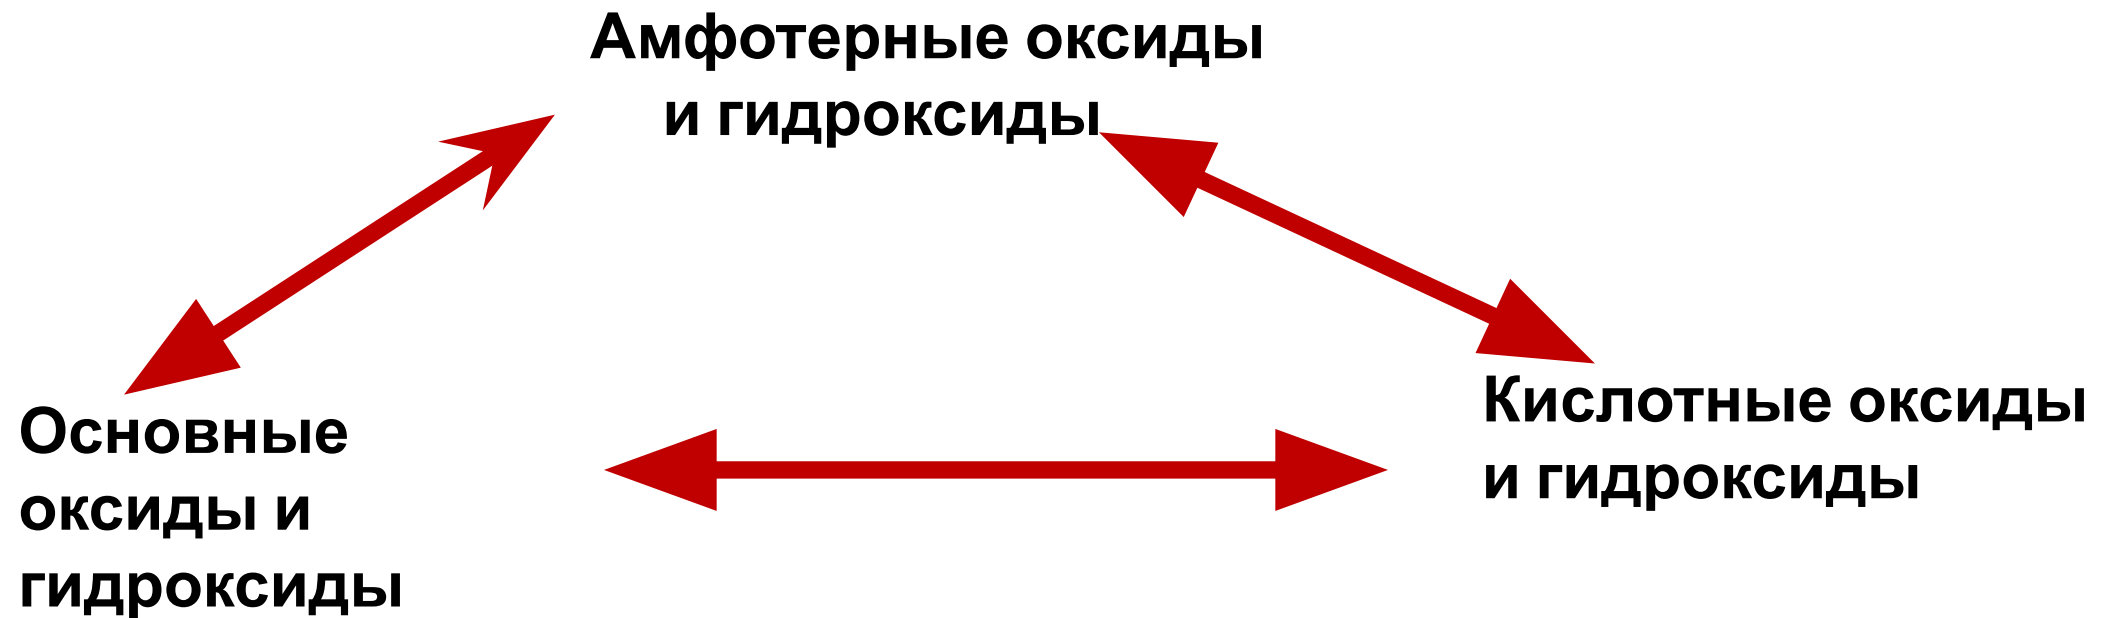 Амфотерные оксиды
и гидроксиды
Основные
оксиды и
гидроксиды
Кислотные оксиды
и гидроксиды